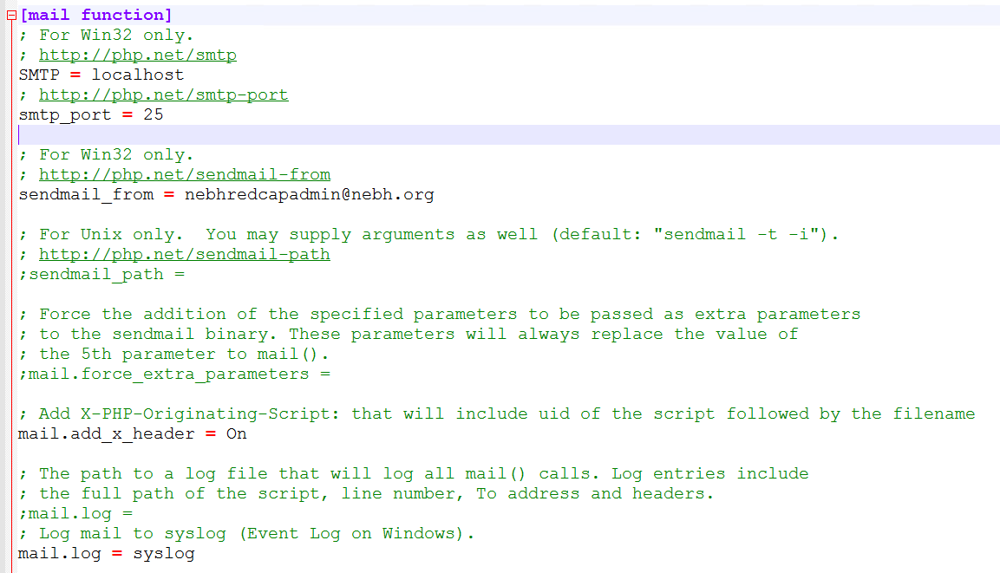 [mail function]
; For Win32 only.
; http://php.net/smtp
SMTP = localhost
; http://php.net/smtp-port
smtp_port = 25
; For Win32 only.
; http://php.net/sendmail-from
sendmail_from = nebhredcapadmin@nebh.org
; For Unix only.  You may supply arguments as well (default: "sendmail -t -i").
; http://php.net/sendmail-path
;sendmail_path =
; Force the addition of the specified parameters to be passed as extra parameters
; to the sendmail binary. These parameters will always replace the value of
; the 5th parameter to mail().
;mail.force_extra_parameters =
; Add X-PHP-Originating-Script: that will include uid of the script followed by the filename
mail.add_x_header = On
; The path to a log file that will log all mail() calls. Log entries include
; the full path of the script, line number, To address and headers.
;mail.log =
; Log mail to syslog (Event Log on Windows).
mail.log = syslog